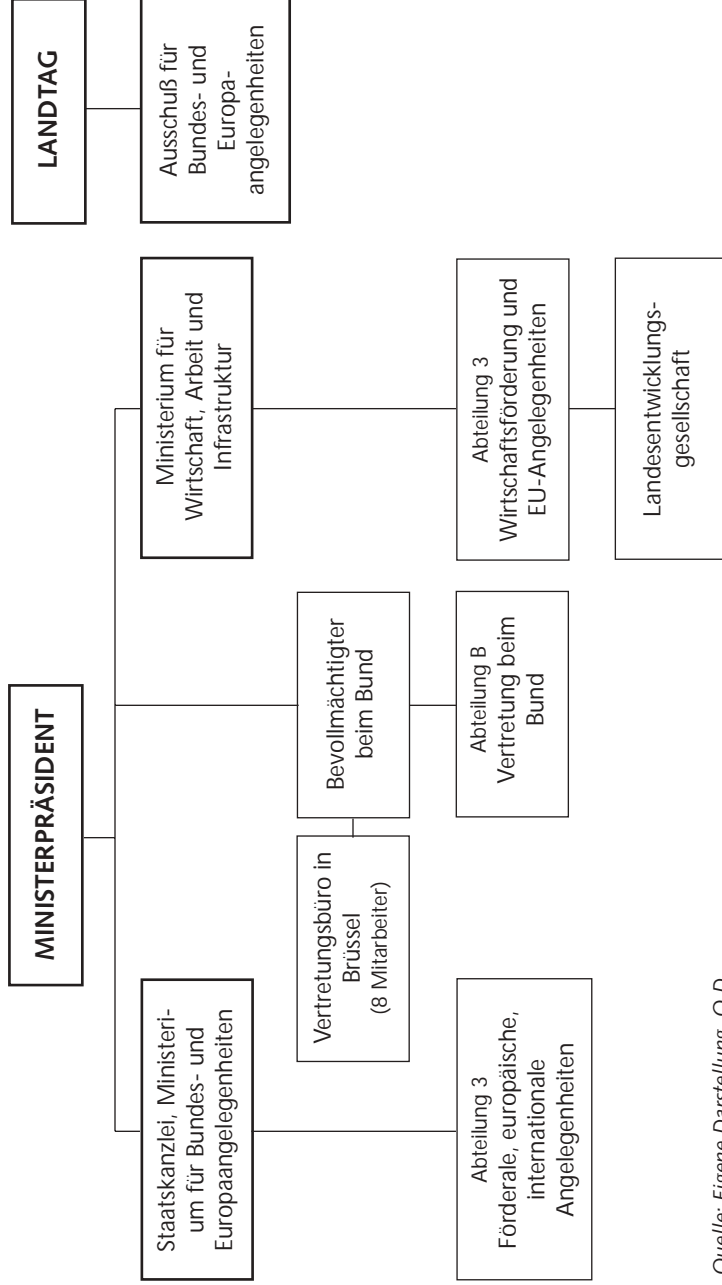 MINISTERPRÄSIDENT
LANDTAG
Staatskanzlei, Ministeri-
um für Bundes- und
Europaangelegenheiten
Ministerium für
Wirtschaft, Arbeit und
Infrastruktur
Ausschuß für
Bundes- und
Europa-
angelegenheiten
Vertretungsbüro in
Brüssel
(8 Mitarbeiter)
Bevollmächtigter
beim Bund
Abteilung 3
Förderale, europäische,
internationale
Angelegenheiten
Abteilung B
Vertretung beim
Bund
Abteilung 3
Wirtschaftsförderung und
EU-Angelegenheiten
Landesentwicklungs-
gesellschaft
Quelle: Eigene Darstellung, O.D.